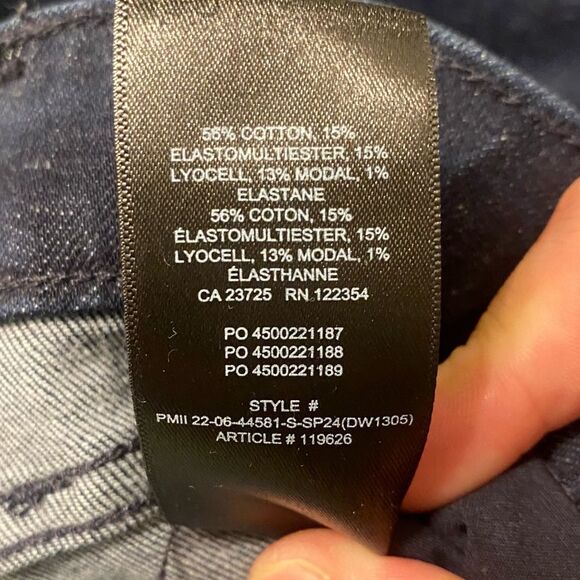 56% COTTON, 15%
ELASTOMULTIESTER, 15%
LYOCELL, 13% MODAL, 1%
ELASTANE
56% COTON, 15%
ÉLASTOMULTIESTER, 15%
LYOCELL, 13% MODAL, 1%
ÉLASTHANNE
CA 23725 RN 122354
PO 4500221187
PO 4500221188
PO 4500221189
STYLE #
PMII 22-06-44581-S-SP24(DW1305)
ARTICLE # 119626